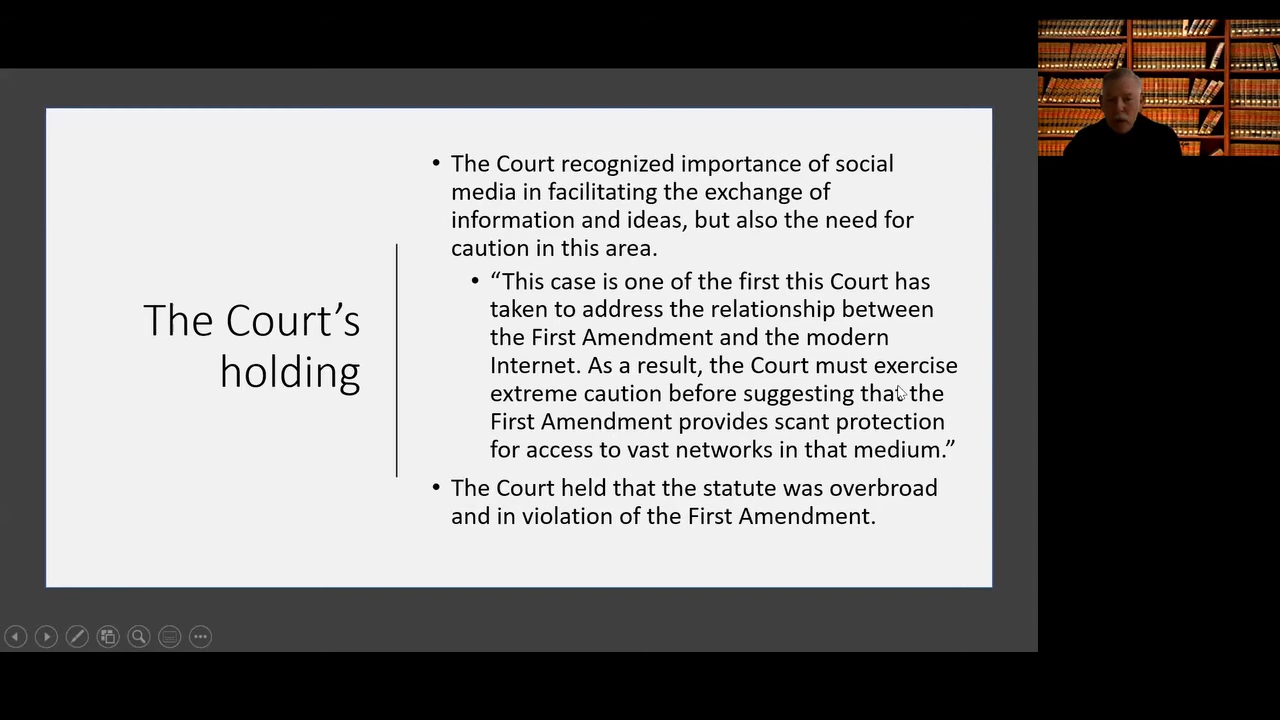 The Court's
holding
• The Court recognized importance of social
media in facilitating the exchange of
information and ideas, but also the need for
caution in this area.
• “This case is one of the first this Court has
taken to address the relationship between
the First Amendment and the modern
Internet. As a result, the Court must exercise
extreme caution before suggesting that the
First Amendment provides scant protection
for access to vast networks in that medium.”
• The Court held that the statute was overbroad
and in violation of the First Amendment.